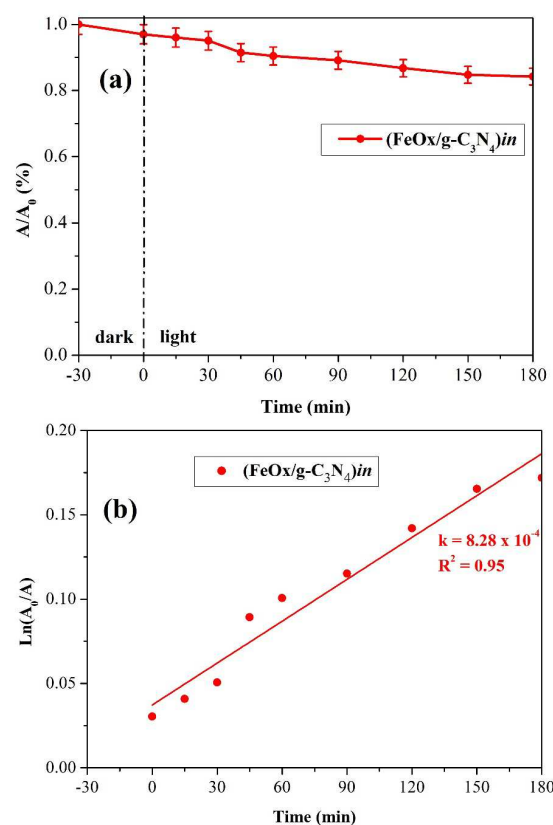 1.0
0.8
0.6
0.4
0.2
0.0
A/A₀ (%)
(a)
(FeOx/g-C₃N₄)in
dark
light
-30 0 30 60 90 120 150 180
Time (min)
0.20
0.15
0.10
0.05
0.00
Ln(A₀/A)
(FeOx/g-C₃N₄)in
(b)
k = 8.28 x 10⁻⁴
R² = 0.95
-30 0 30 60 90 120 150 180
Time (min)